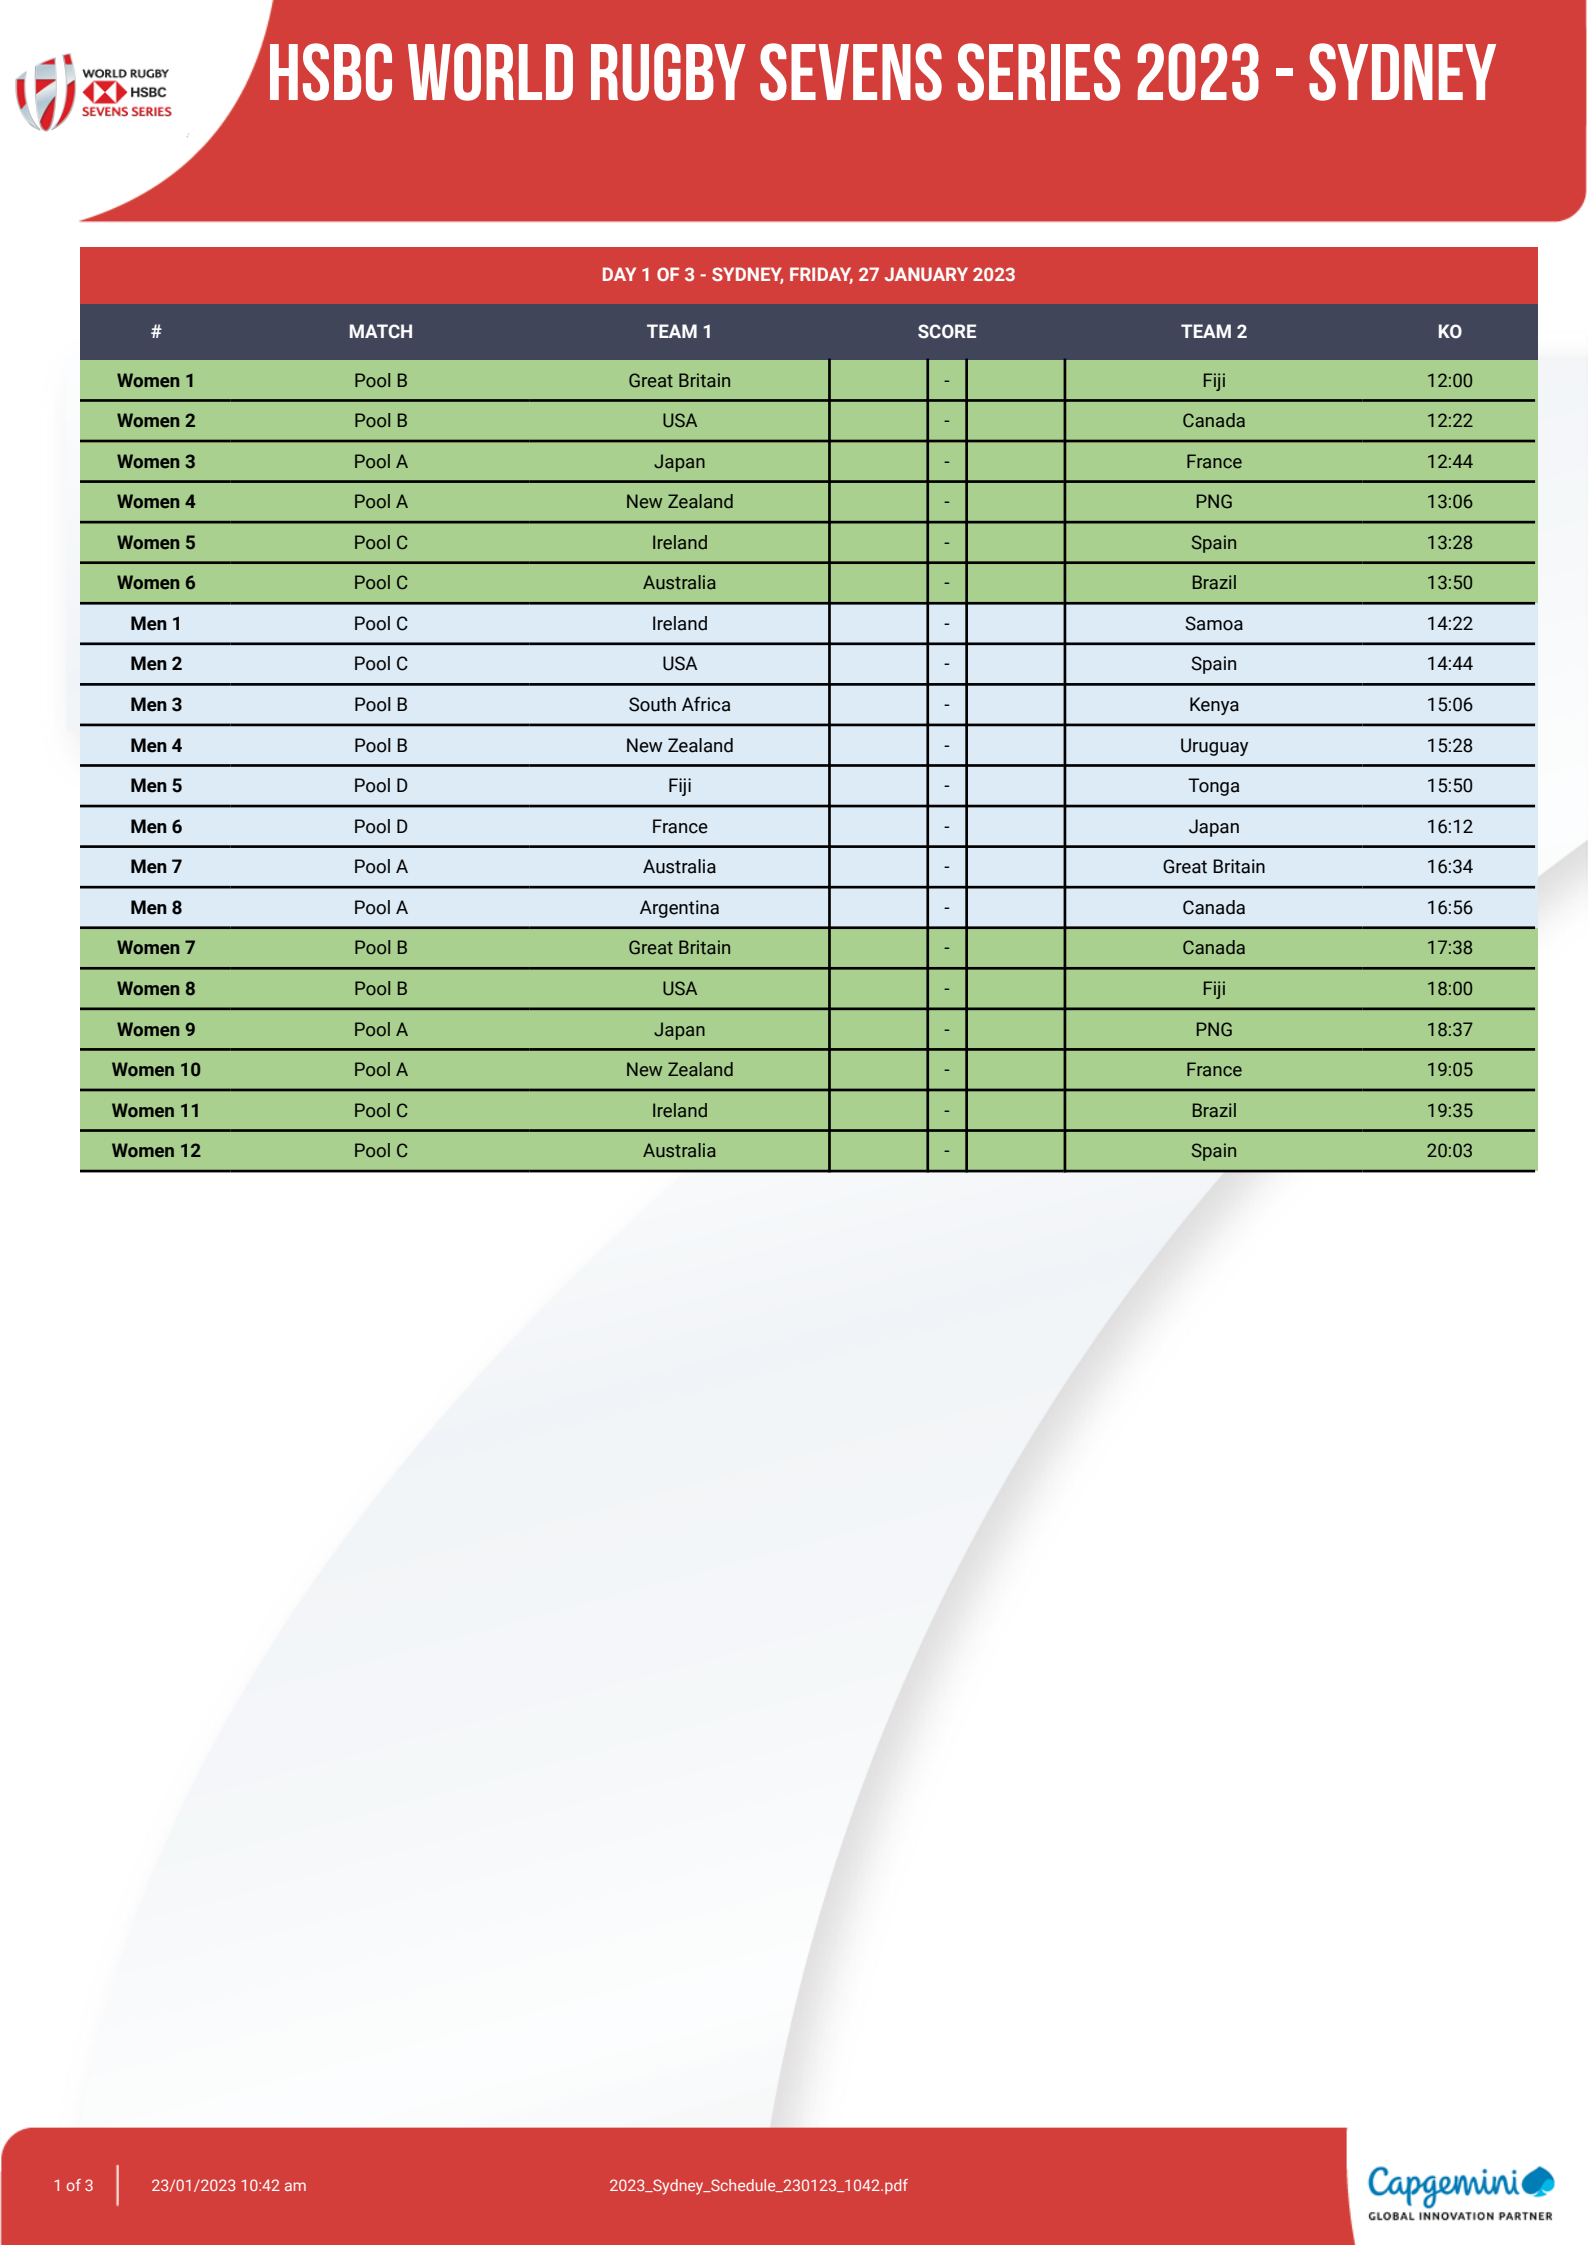 HSBC WORLD RUGBY SEVENS SERIES 2023 - SYDNEY
WORLD RUGBY
HSBC
SEVENS SERIES
DAY 1 OF 3 - SYDNEY, FRIDAY, 27 JANUARY 2023
# MATCH TEAM 1 SCORE TEAM 2 KO
Women 1 Pool B Great Britain - Fiji 12:00
Women 2 Pool B USA - Canada 12:22
Women 3 Pool A Japan - France 12:44
Women 4 Pool A New Zealand - PNG 13:06
Women 5 Pool C Ireland - Spain 13:28
Women 6 Pool C Australia - Brazil 13:50
Men 1 Pool C Ireland - Samoa 14:22
Men 2 Pool C USA - Spain 14:44
Men 3 Pool B South Africa - Kenya 15:06
Men 4 Pool B New Zealand - Uruguay 15:28
Men 5 Pool D Fiji - Tonga 15:50
Men 6 Pool D France - Japan 16:12
Men 7 Pool A Australia - Great Britain 16:34
Men 8 Pool A Argentina - Canada 16:56
Women 7 Pool B Great Britain - Canada 17:38
Women 8 Pool B USA - Fiji 18:00
Women 9 Pool A Japan - PNG 18:37
Women 10 Pool A New Zealand - France 19:05
Women 11 Pool C Ireland - Brazil 19:35
Women 12 Pool C Australia - Spain 20:03
1 of 3 23/01/2023 10:42 am 2023_Sydney_Schedule_230123_1042.pdf
Capgemini
GLOBAL INNOVATION PARTNER